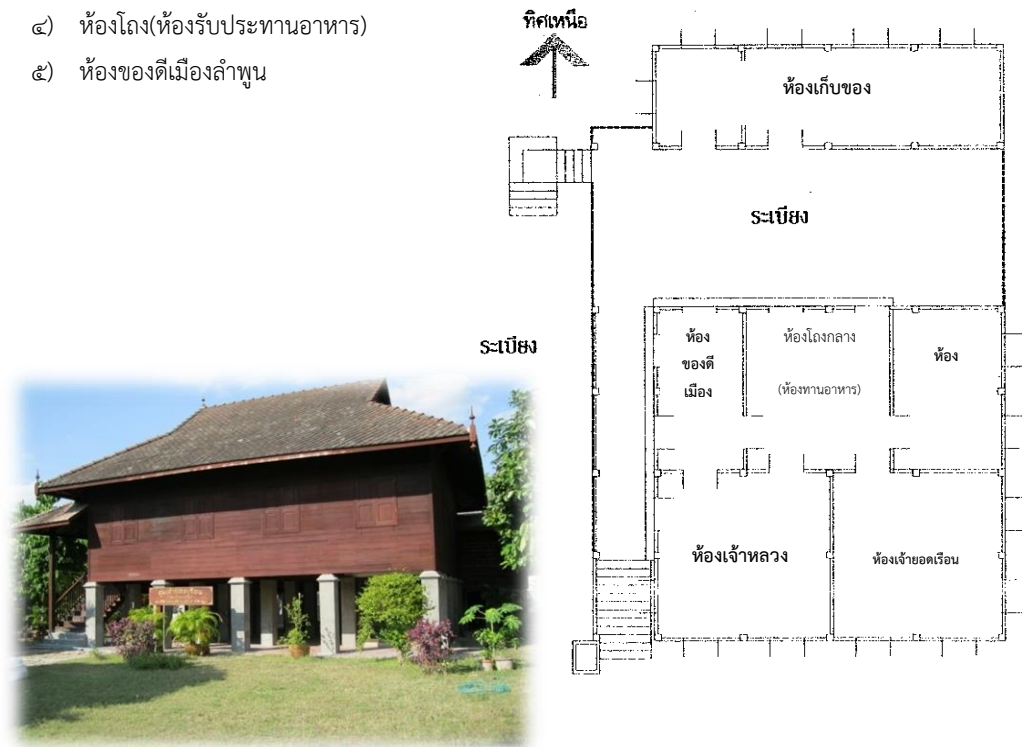 ๔) ห้องโถง(ห้องรับประทานอาหาร)
๕) ห้องของดีเมืองลำพูน
ทิศเหนือ
ห้องเก็บของ
ระเบียง
ระเบียง
ห้อง
ของดี
เมือง
ห้องโถงกลาง
(ห้องทานอาหาร)
ห้อง
ห้องเจ้าหลวง
ห้องเจ้ายอดเรือน